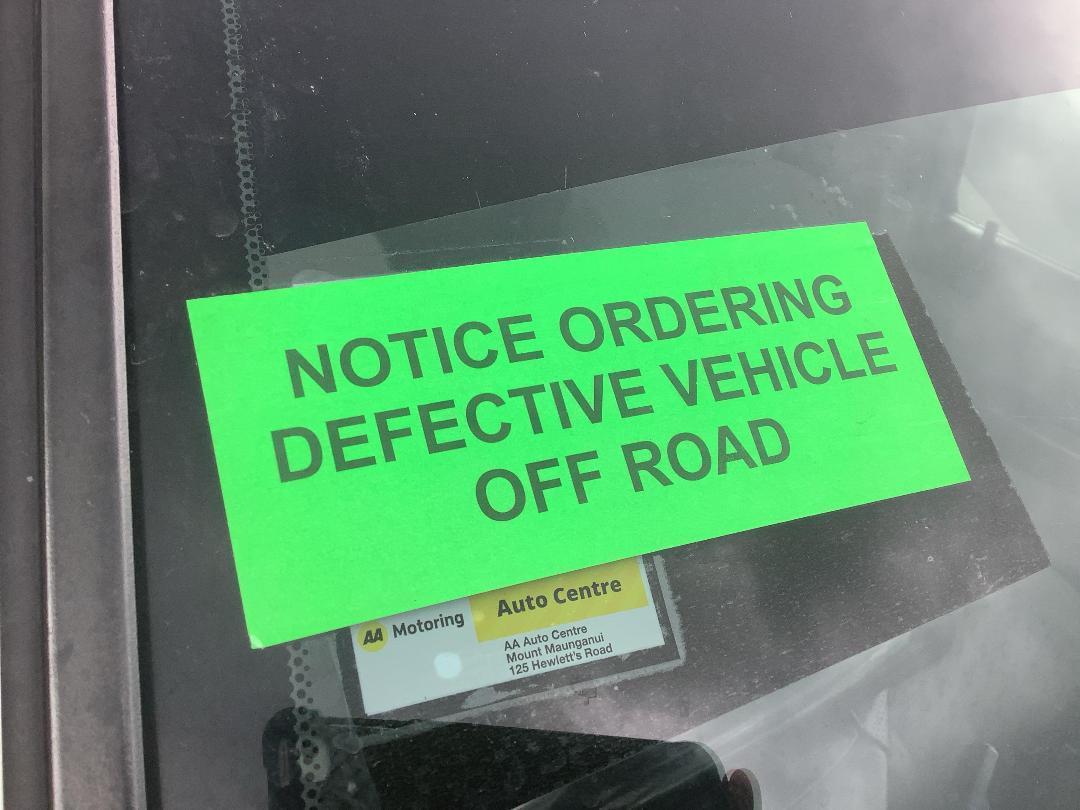 NOTICE ORDERING
DEFECTIVE VEHICLE
OFF ROAD
AA Motoring
Auto Centre
AA Auto Centre
Mount Maunganui
125 Hewlett's Road